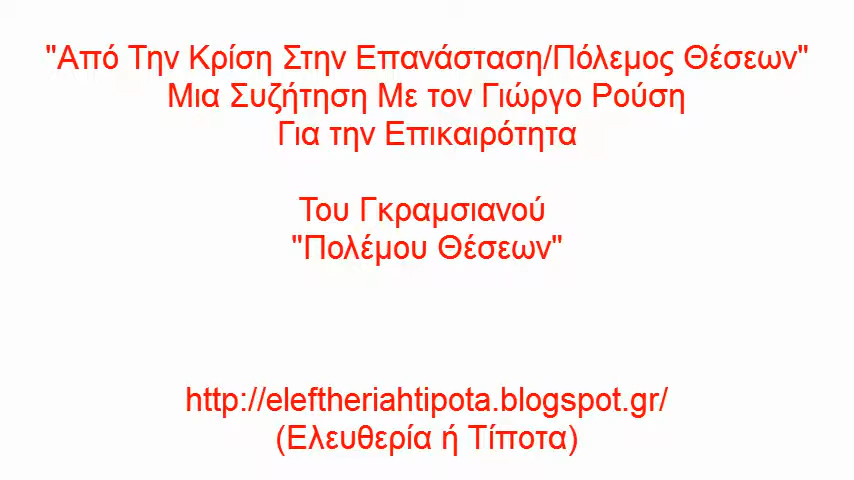 "Από Την Κρίση Στην Επανάσταση/Πόλεμος Θέσεων"
Μια Συζήτηση Με τον Γιώργο Ρούση
Για την Επικαιρότητα
Του Γκραμσιανού
"Πολέμου Θέσεων"
http://eleftheriahtipota.blogspot.gr/
(Ελευθερία ή Τίποτα)